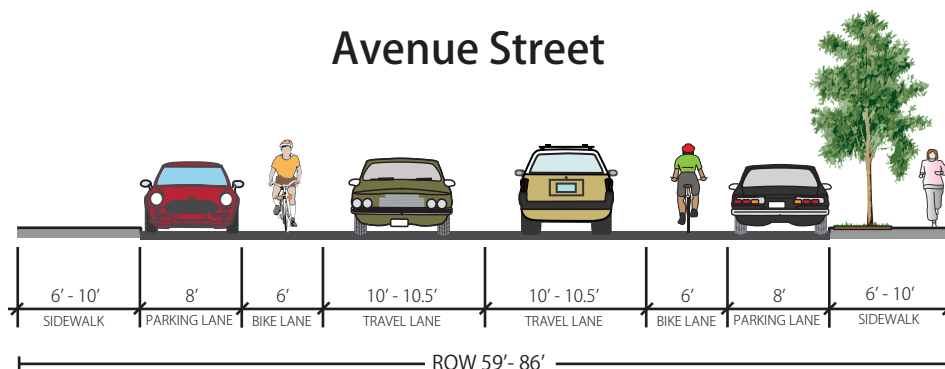 Avenue Street
6’ - 10’ 8’ 6’ 10’ - 10.5’ 10’ - 10.5’ 6’ 8’ 6’ - 10’
SIDEWALK PARKING LANE BIKE LANE TRAVEL LANE TRAVEL LANE BIKE LANE PARKING LANE SIDEWALK
ROW 59’- 86’